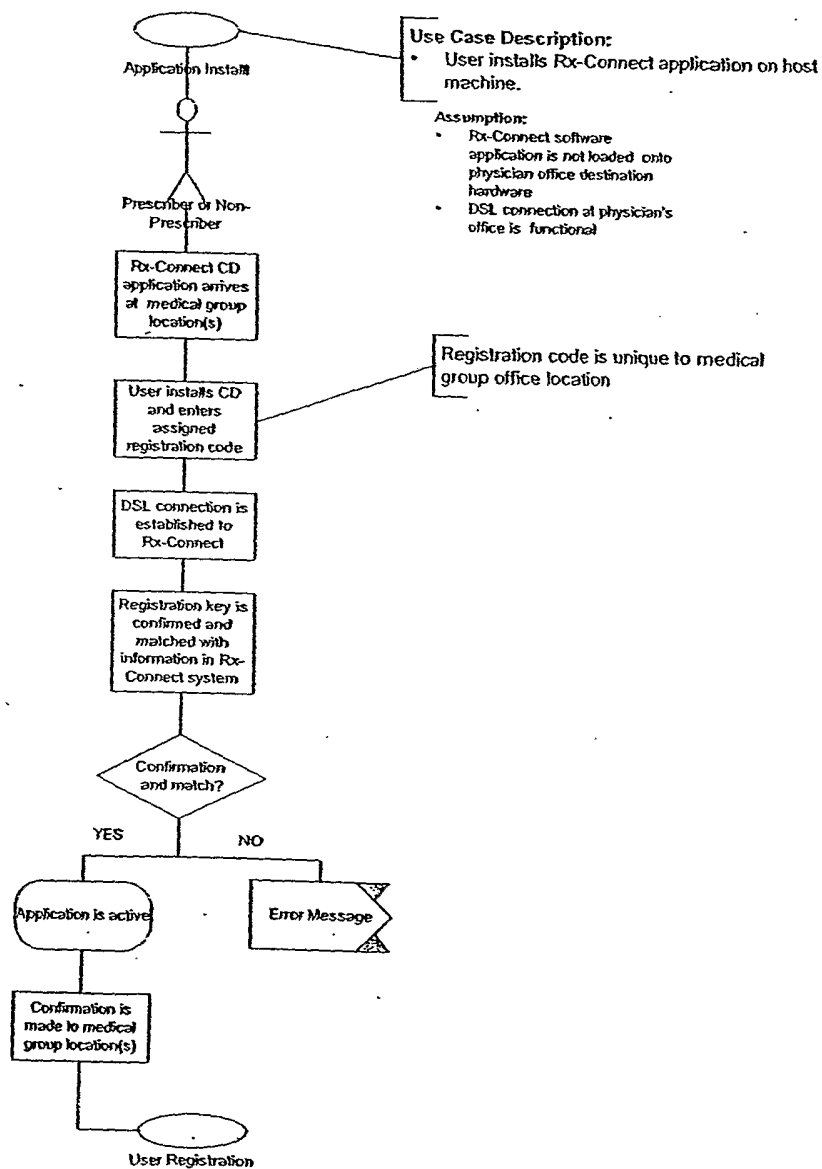 Use Case Description:
• User installs Rx-Connect application on host
machine.
Application Install
Assumption:
• Rx-Connect software
application is not loaded onto
physician office destination
hardware
• DSL connection at physician's
office is functional
Prescriber or Non-
Prescriber
Rx-Connect CD
application arrives
at medical group
location(s)
Registration code is unique to medical
group office location
User installs CD
and enters
assigned
registration code
DSL connection is
established to
Rx-Connect
Registration key is
confirmed and
matched with
information in Rx-
Connect system
Confirmation
and match?
YES
NO
Application is active
Error Message
Confirmation is
made to medical
group location(s)
User Registration